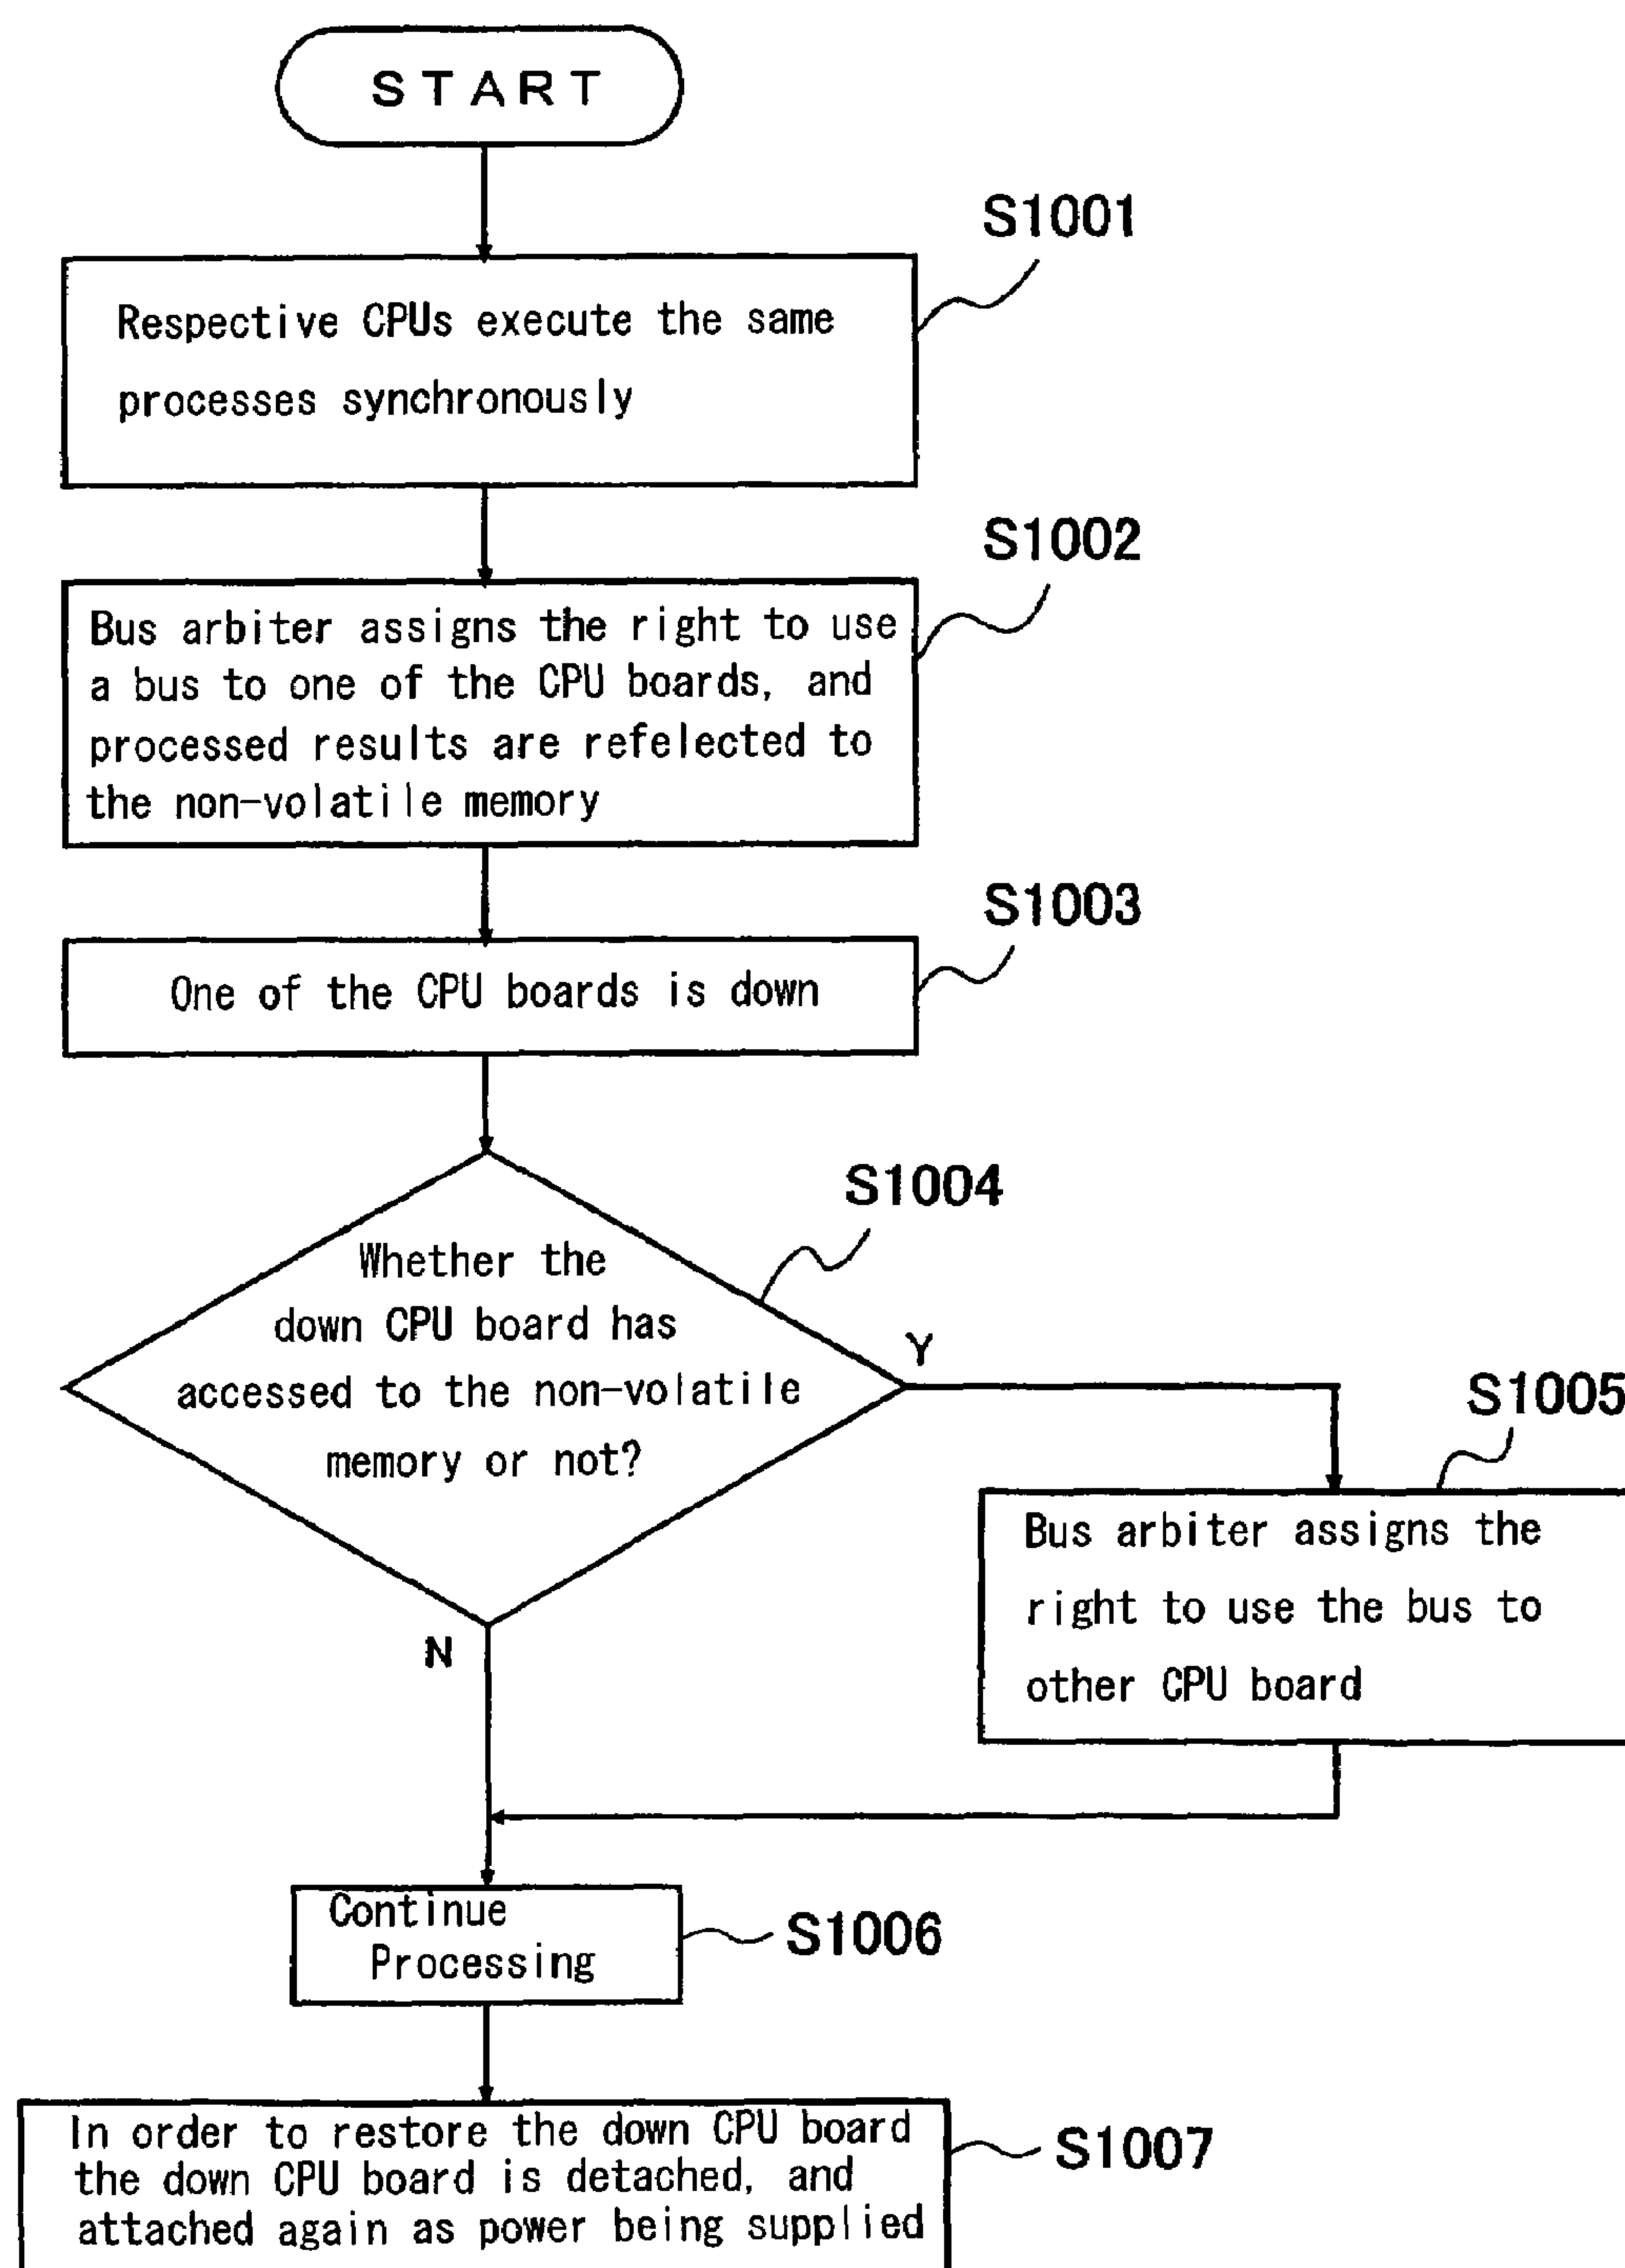 START
S1001
Respective CPUs execute the same
processes synchronously
S1002
Bus arbiter assigns the right to use
a bus to one of the CPU boards, and
processed results are refelected to
the non-volatile memory
S1003
One of the CPU boards is down
S1004
Whether the
down CPU board has
accessed to the non-volatile
memory or not?
Y
S1005
Bus arbiter assigns the
right to use the bus to
other CPU board
N
Continue
Processing
S1006
In order to restore the down CPU board
the down CPU board is detached, and
attached again as power being supplied
S1007